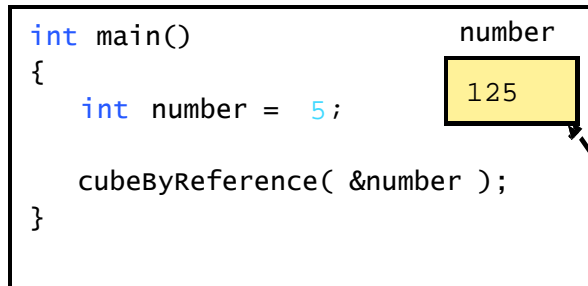 int main() number
{
125
int number = 5;
cubeByReference( &number );
}